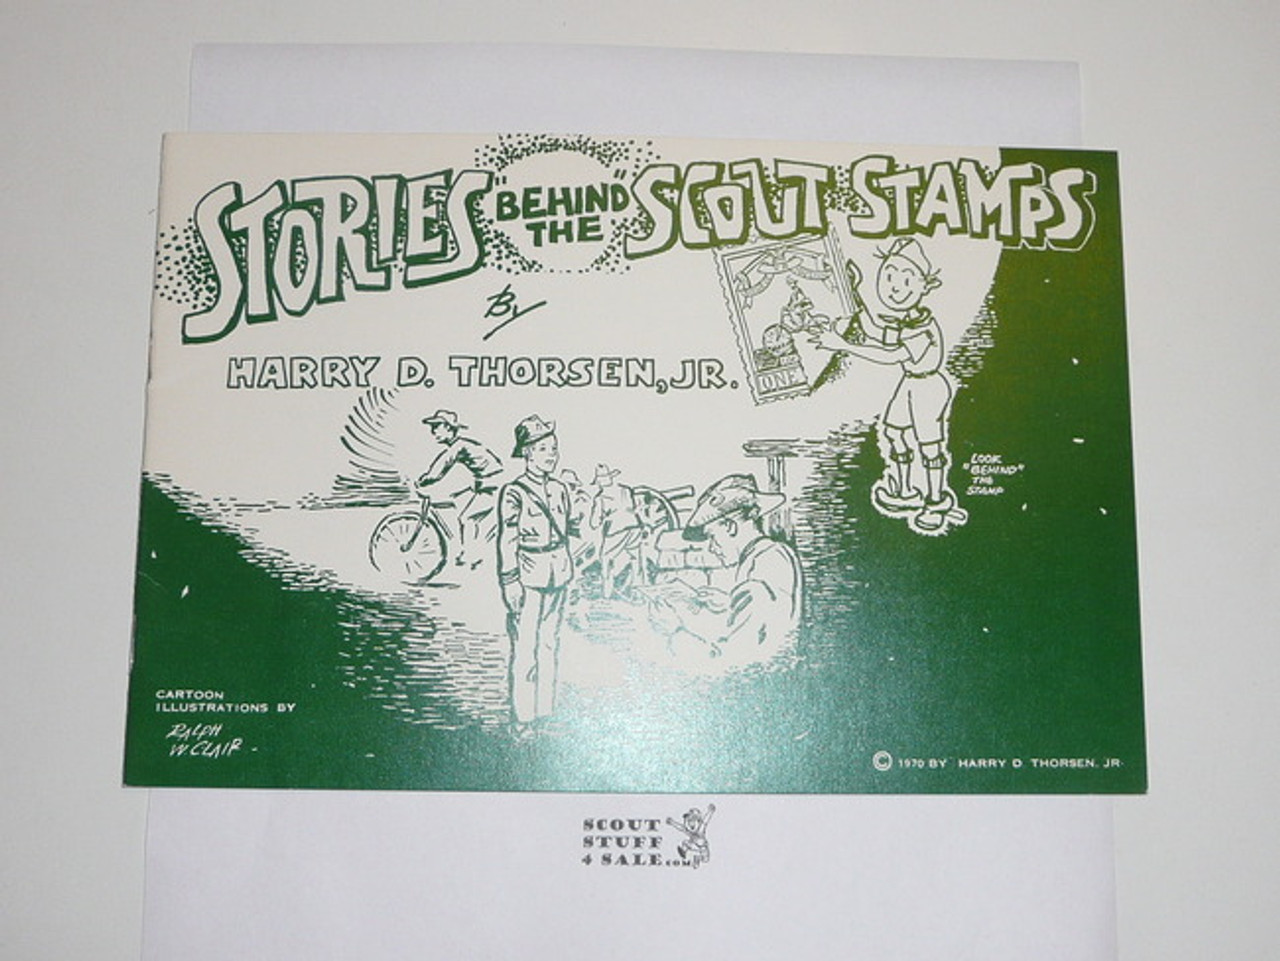 STORIES "BEHIND THE" SCOUT STAMPS
By
HARRY D. THORSEN, JR.
ONE
LOOK
"BEHIND"
THE
STAMP
CARTOON
ILLUSTRATIONS BY
RALPH
W. CLAIR
© 1970 BY HARRY D. THORSEN, JR.
SCOUT
STUFF
4 SALE.COM